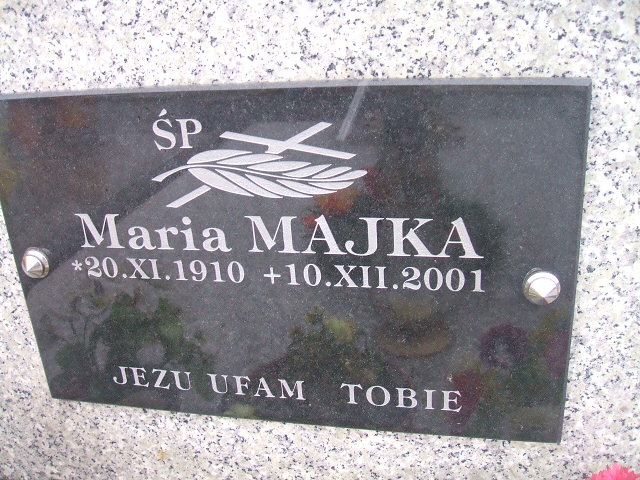 ŚP
Maria MAJKA
*20.XI.1910 +10.XII.2001
JEZU UFAM TOBIE